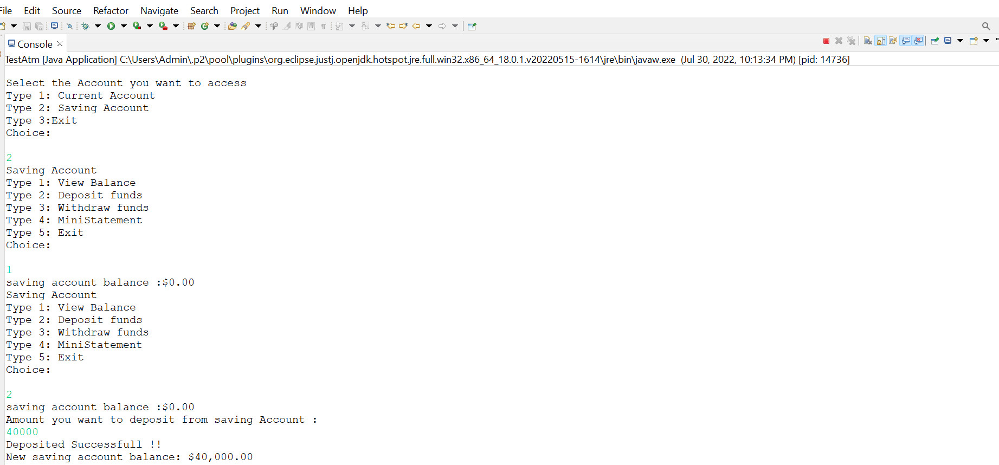 File Edit Source Refactor Navigate Search Project Run Window Help
Console
TestAtm [Java Application] C:\Users\Admin\.p2\pool\plugins\org.eclipse.justj.openjdk.hotspot.jre.full.win32.x86_64_18.0.1.v20220515-1614\jre\bin\javaw.exe (Jul 30, 2022, 10:13:34 PM) [pid: 14736]
Select the Account you want to access
Type 1: Current Account
Type 2: Saving Account
Type 3:Exit
Choice:
2
Saving Account
Type 1: View Balance
Type 2: Deposit funds
Type 3: Withdraw funds
Type 4: MiniStatement
Type 5: Exit
Choice:
1
saving account balance :$0.00
Saving Account
Type 1: View Balance
Type 2: Deposit funds
Type 3: Withdraw funds
Type 4: MiniStatement
Type 5: Exit
Choice:
2
saving account balance :$0.00
Amount you want to deposit from saving Account :
40000
Deposited Successfull !!
New saving account balance: $40,000.00